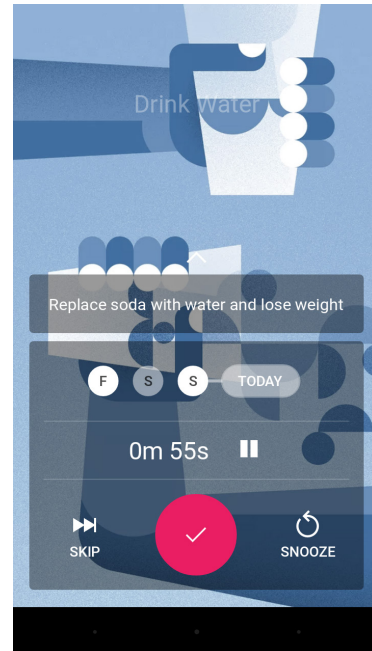 Drink Water
Replace soda with water and lose weight
F S S TODAY
0m 55s
SKIP SNOOZE